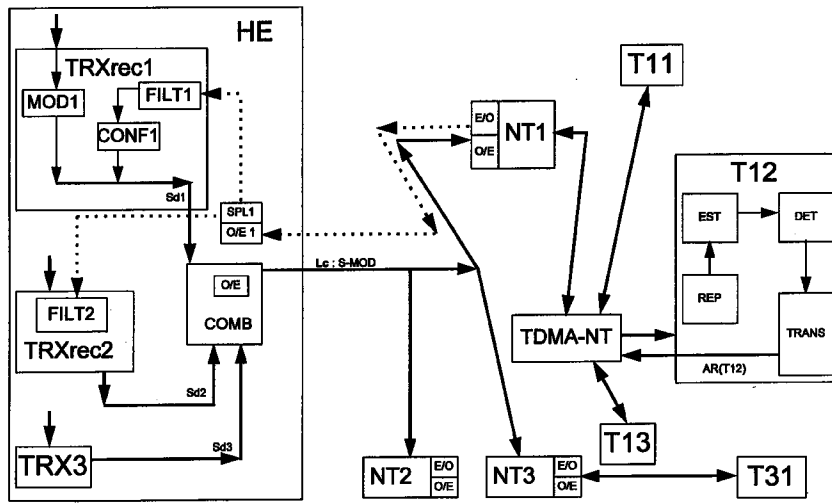 HE
TRXrec1
MOD1
FILT1
CONF1
Sd1
SPL1
O/E 1
FILT2
TRXrec2
O/E
COMB
Sd2
Sd3
TRX3
Lc ; S-MOD
E/O
O/E
NT1
T11
T12
EST
DET
REP
TRANS
TDMA-NT
AR(T12)
T13
NT2
E/O
O/E
NT3
E/O
O/E
T31